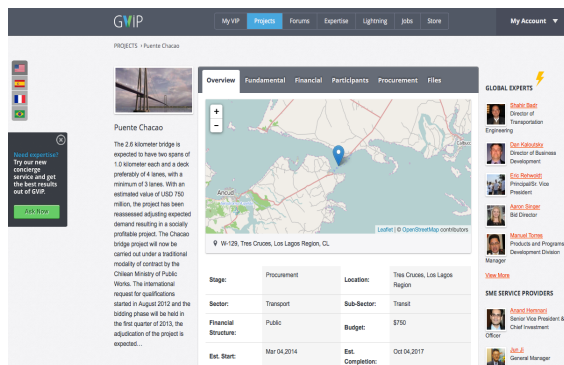 GVIP
My VIP Projects Forums Expertise Lightning Jobs Store
My Account
PROJECTS › Puente Chacao
Need expertise?
Try our new
concierge
service and get
the best results
out of GVIP.
Ask Now
Puente Chacao
The 2.6 kilometer bridge is
expected to have two spans of
1.0 kilometer each and a deck
preferably of 4 lanes, with a
minimum of 3 lanes. With an
estimated value of USD 750
million, the project has been
reassessed adjusting expected
demand resulting in a socially
profitable project. The Chacao
bridge project will now be
carried out under a traditional
modality of contract by the
Chilean Ministry of Public
Works. The international
request for qualifications
started in August 2012 and the
bidding phase will be held in
the first quarter of 2013, the
adjudication of the project is
expected...
Overview Fundamental Financial Participants Procurement Files
+
−
Ancud
Calbuco
Leaflet | © OpenStreetMap contributors
W-129, Tres Cruces, Los Lagos Region, CL
Stage: Procurement Location: Tres Cruces, Los Lagos
Region
Sector: Transport Sub-Sector: Transit
Financial
Structure: Public Budget: $750
Est. Start: Mar 04,2014 Est.
Completion: Oct 04,2017
GLOBAL EXPERTS
Shahir Badr
Director of
Transportation
Engineering
Dan Kaloutsky
Director of Business
Development
Eric Rehwoldt
Principal/Sr. Vice
President
Aaron Singer
Bid Director
Manuel Torres
Products and Programs
Development Division
Manager
View More
SME SERVICE PROVIDERS
Anand Hemnani
Senior Vice President &
Chief Investment
Officer
Jun Ji
General Manager